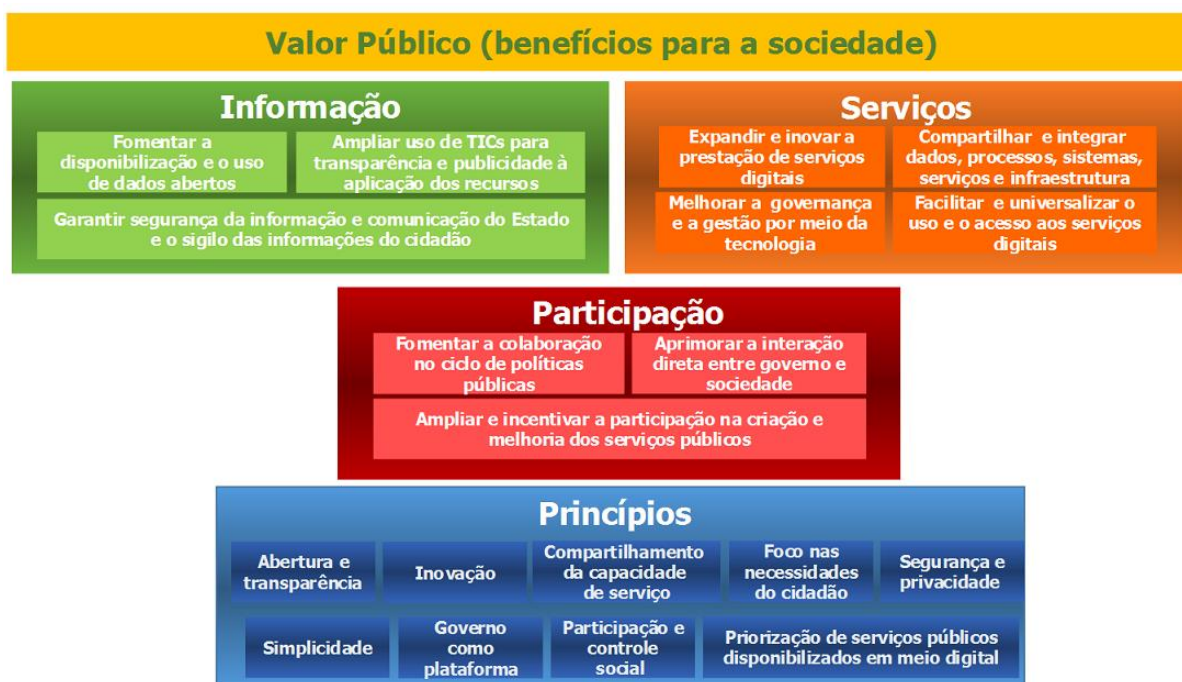 Valor Público (benefícios para a sociedade)
Informação
Fomentar a
disponibilização e o uso
de dados abertos
Ampliar uso de TICs para
transparência e publicidade à
aplicação dos recursos
Garantir segurança da informação e comunicação do Estado
e o sigilo das informações do cidadão
Serviços
Expandir e inovar a
prestação de serviços
digitais
Compartilhar e integrar
dados, processos, sistemas,
serviços e infraestrutura
Melhorar a governança
e a gestão por meio da
tecnologia
Facilitar e universalizar o
uso e o acesso aos serviços
digitais
Participação
Fomentar a colaboração
no ciclo de políticas
públicas
Aprimorar a interação
direta entre governo e
sociedade
Ampliar e incentivar a participação na criação e
melhoria dos serviços públicos
Princípios
Abertura e
transparência
Inovação
Compartilhamento
da capacidade
de serviço
Foco nas
necessidades
do cidadão
Segurança e
privacidade
Simplicidade
Governo
como
plataforma
Participação e
controle
social
Priorização de serviços públicos
disponibilizados em meio digital